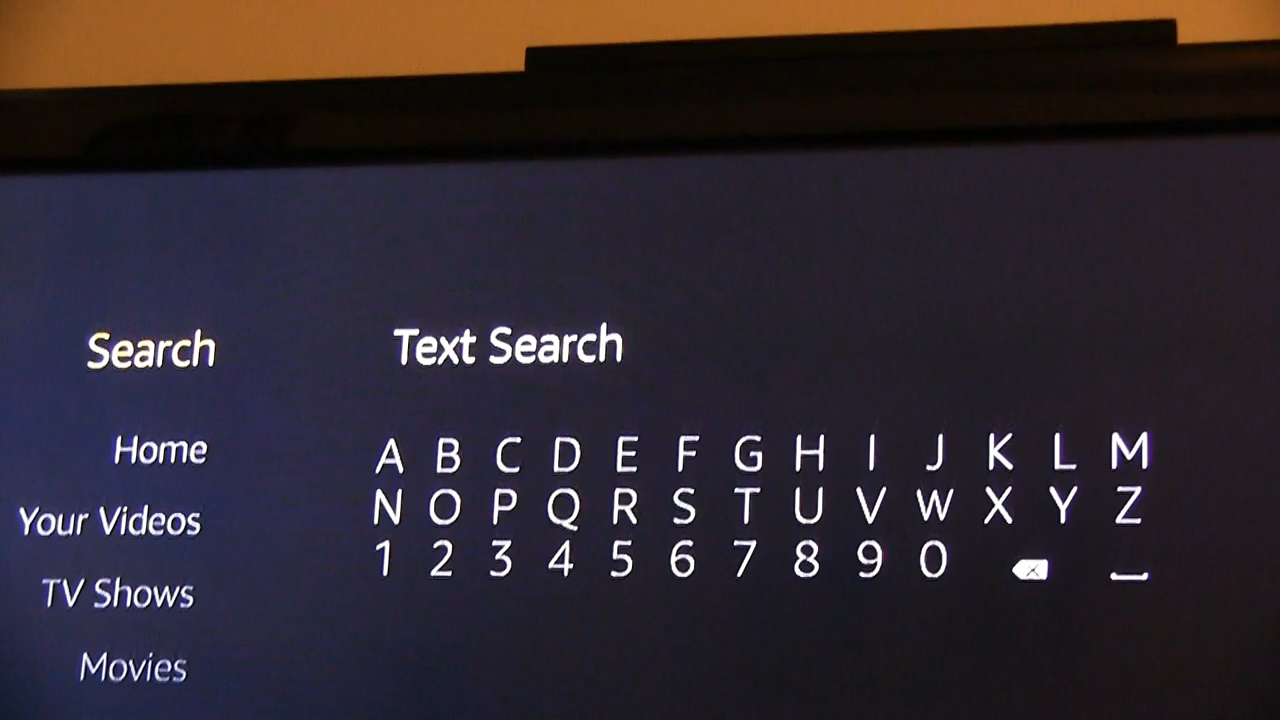 Search
Text Search
Home
Your Videos
TV Shows
Movies
A B C D E F G H I J K L M
N O P Q R S T U V W X Y Z
1 2 3 4 5 6 7 8 9 0